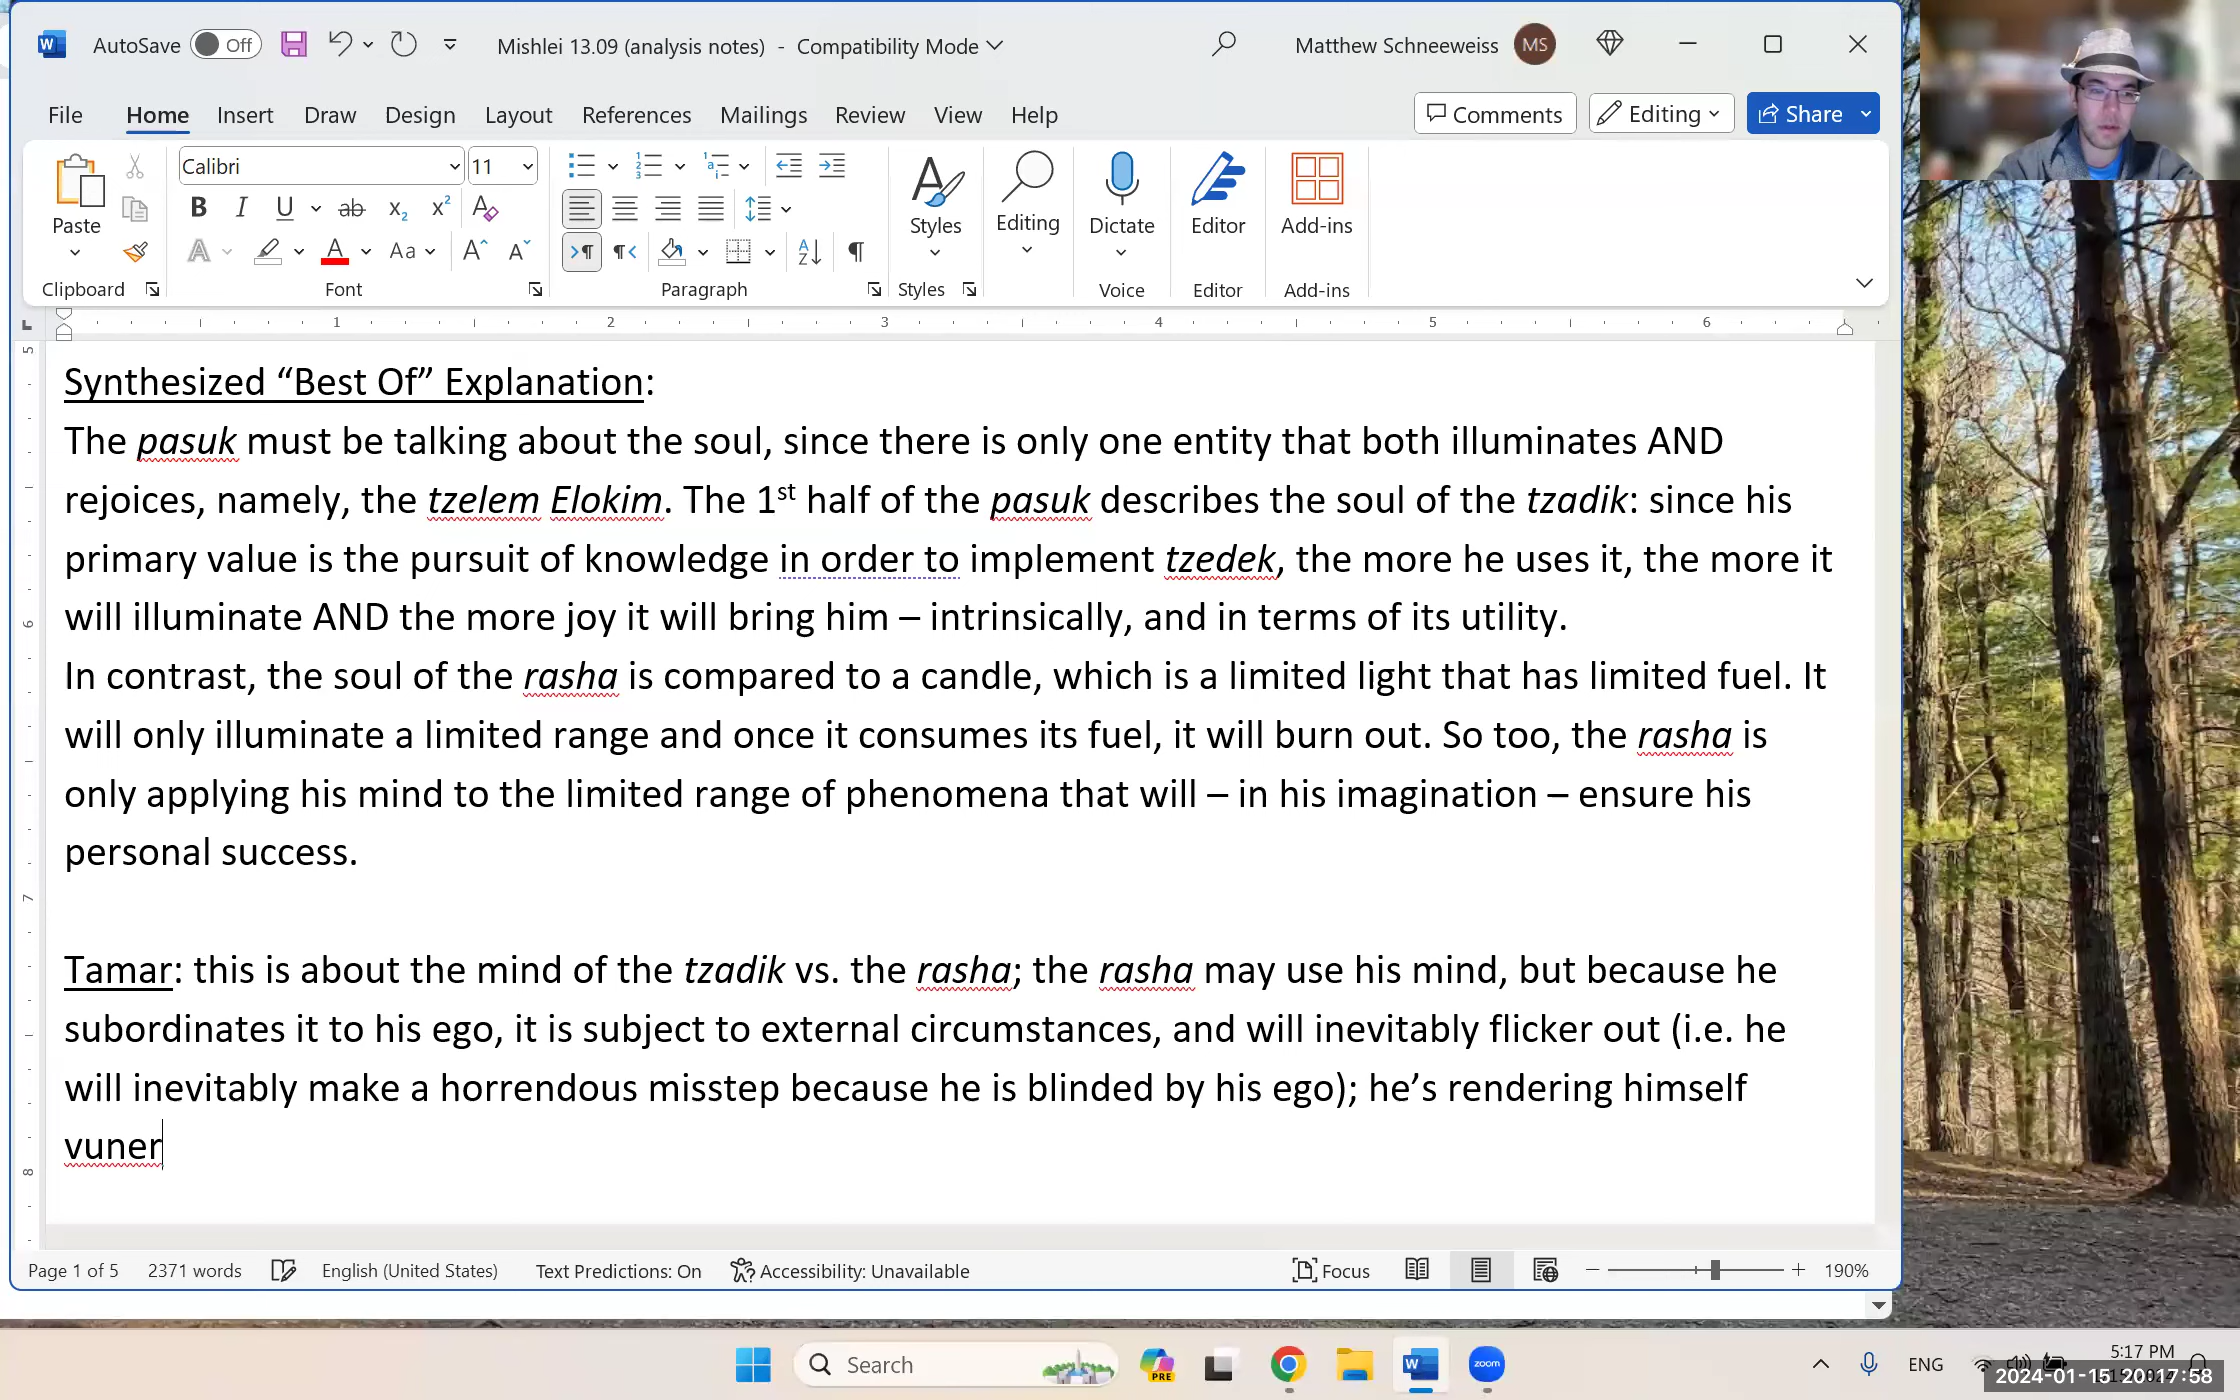 AutoSave Off Mishlei 13.09 (analysis notes) - Compatibility Mode Matthew Schneeweiss MS
File Home Insert Draw Design Layout References Mailings Review View Help Comments Editing Share
Calibri 11
Paste Styles Editing Dictate Editor Add-ins
Clipboard Font Paragraph Styles Voice Editor Add-ins
1 2 3 4 5 6
Synthesized “Best Of” Explanation:
The pasuk must be talking about the soul, since there is only one entity that both illuminates AND
rejoices, namely, the tzelem Elokim. The 1st half of the pasuk describes the soul of the tzadik: since his
primary value is the pursuit of knowledge in order to implement tzedek, the more he uses it, the more it
will illuminate AND the more joy it will bring him – intrinsically, and in terms of its utility.
In contrast, the soul of the rasha is compared to a candle, which is a limited light that has limited fuel. It
will only illuminate a limited range and once it consumes its fuel, it will burn out. So too, the rasha is
only applying his mind to the limited range of phenomena that will – in his imagination – ensure his
personal success.
Tamar: this is about the mind of the tzadik vs. the rasha; the rasha may use his mind, but because he
subordinates it to his ego, it is subject to external circumstances, and will inevitably flicker out (i.e. he
will inevitably make a horrendous misstep because he is blinded by his ego); he’s rendering himself
vuner
Page 1 of 5 2371 words English (United States) Text Predictions: On Accessibility: Unavailable Focus 190%
Search PRE zoom ENG 5:17 PM
2024-01-15 20:17:58